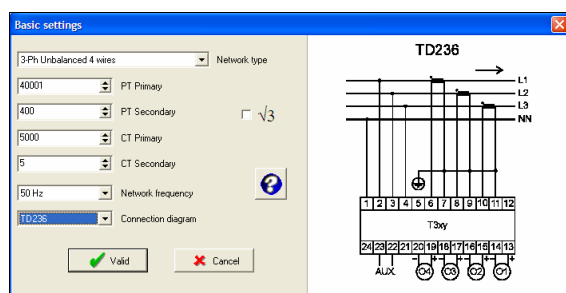 Basic settings
3-Ph Unbalanced 4 wires Network type
40001 PT Primary
400 PT Secondary
√3
5000 CT Primary
5 CT Secondary
50 Hz Network frequency
TD236 Connection diagram
Valid Cancel
TD236
L1
L2
L3
NN
1 2 3 4 5 6 7 8 9 10 11 12
T3xy
24 23 22 21 20 19 18 17 16 15 14 13
- + - + - + - +
AUX. O4 O3 O2 O1